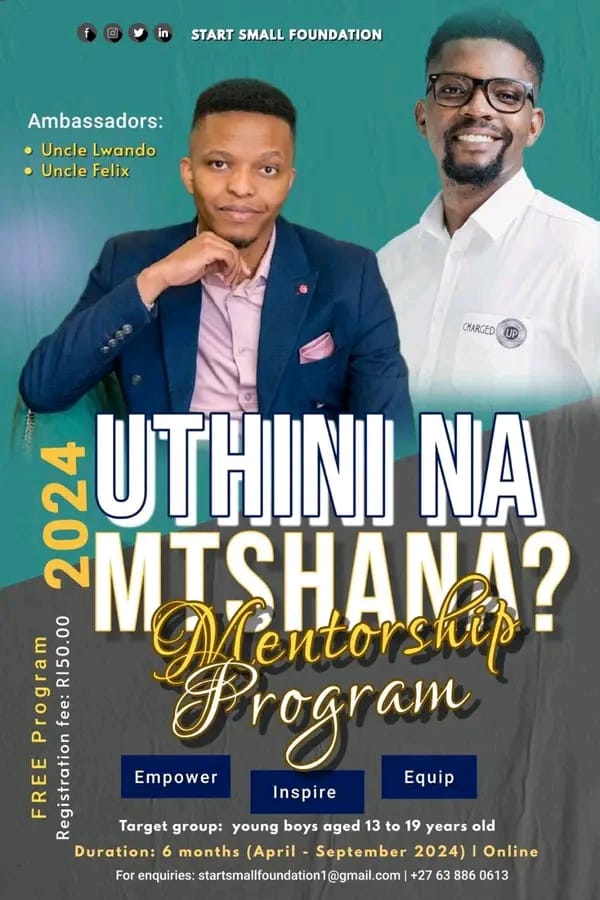 START SMALL FOUNDATION
Ambassadors:
• Uncle Lwando
• Uncle Felix
CHARGED UP
2024
UTHINI NA
MTSHANA?
Mentorship
Program
FREE Program
Registration fee: R150.00
Empower
Inspire
Equip
Target group: young boys aged 13 to 19 years old
Duration: 6 months (April - September 2024) | Online
For enquiries: startsmallfoundation1@gmail.com | +27 63 886 0613